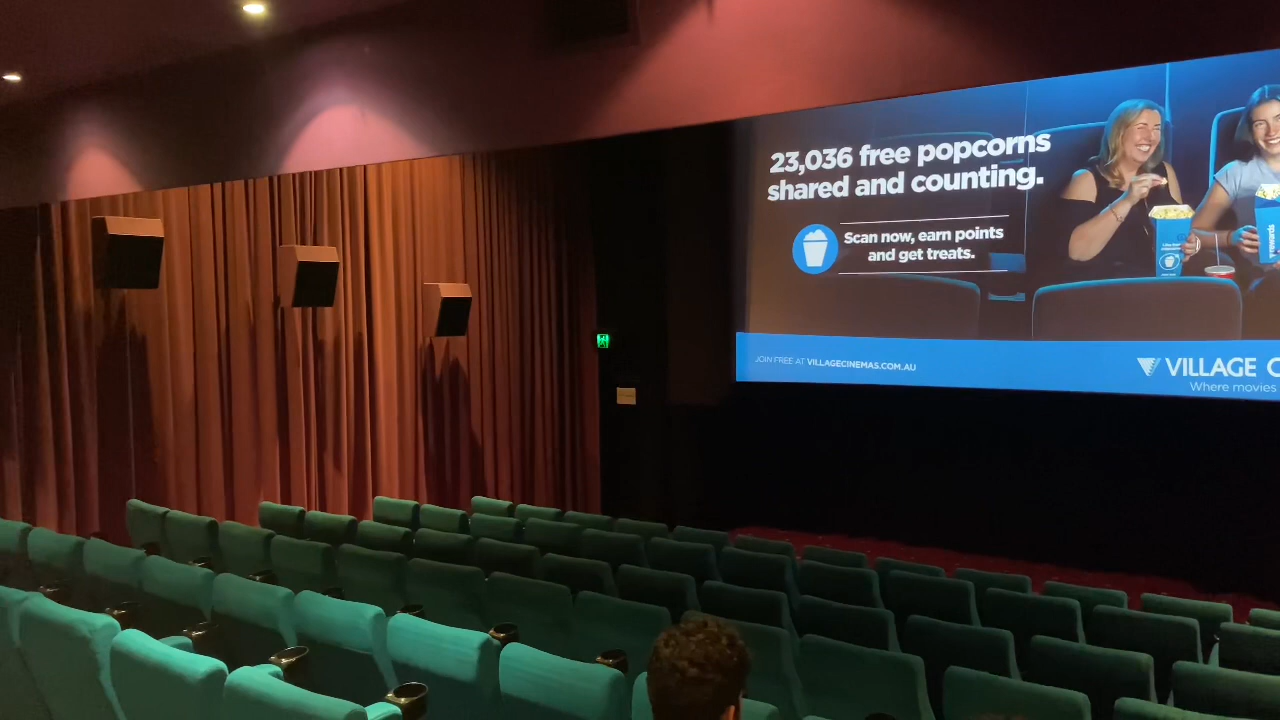 23,036 free popcorns
shared and counting.
Scan now, earn points
and get treats.
JOIN FREE AT VILLAGECINEMAS.COM.AU
VILLAGE C
Where movies
rewards